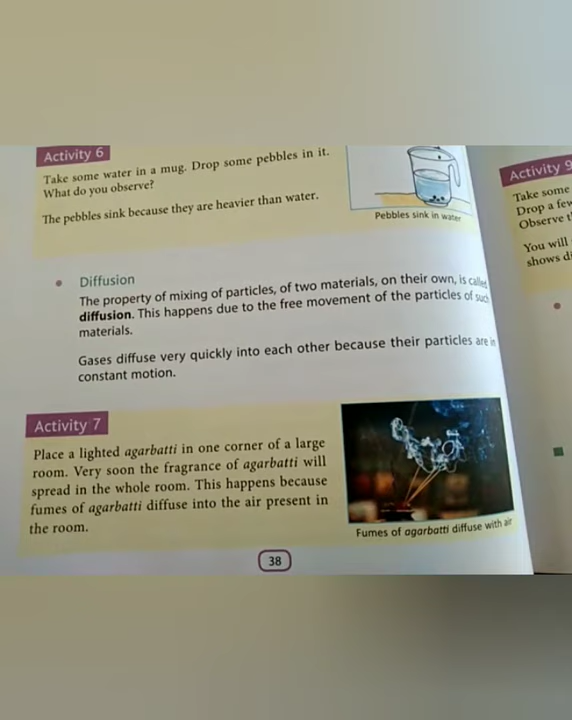 Activity 6
Take some water in a mug. Drop some pebbles in it.
What do you observe?
The pebbles sink because they are heavier than water.
Pebbles sink in water
• Diffusion
The property of mixing of particles, of two materials, on their own, is called
diffusion. This happens due to the free movement of the particles of such
materials.
Gases diffuse very quickly into each other because their particles are in
constant motion.
Activity 7
Place a lighted agarbatti in one corner of a large
room. Very soon the fragrance of agarbatti will
spread in the whole room. This happens because
fumes of agarbatti diffuse into the air present in
the room.
Fumes of agarbatti diffuse with air
38
Activity 9
Take some
Drop a few
Observe
You will
shows